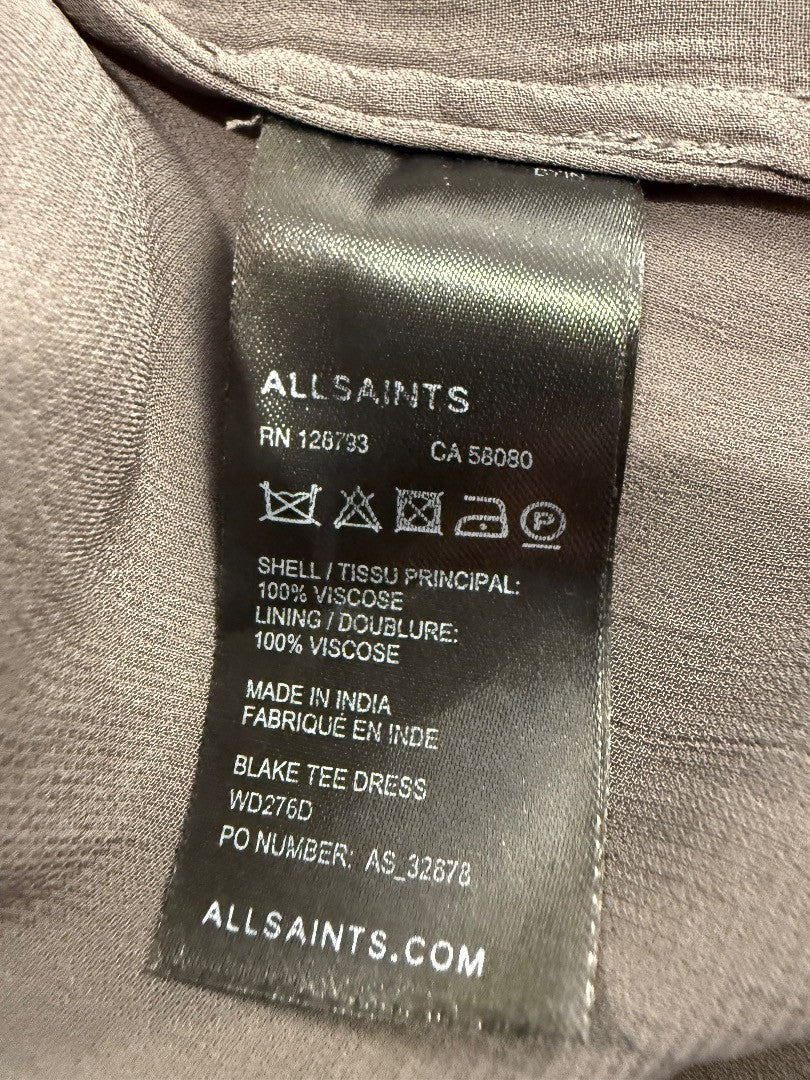 ALLSAINTS
RN 128793 CA 58080
P
SHELL / TISSU PRINCIPAL:
100% VISCOSE
LINING / DOUBLURE:
100% VISCOSE
MADE IN INDIA
FABRIQUÉ EN INDE
BLAKE TEE DRESS
WD276D
PO NUMBER: AS_32678
ALLSAINTS.COM